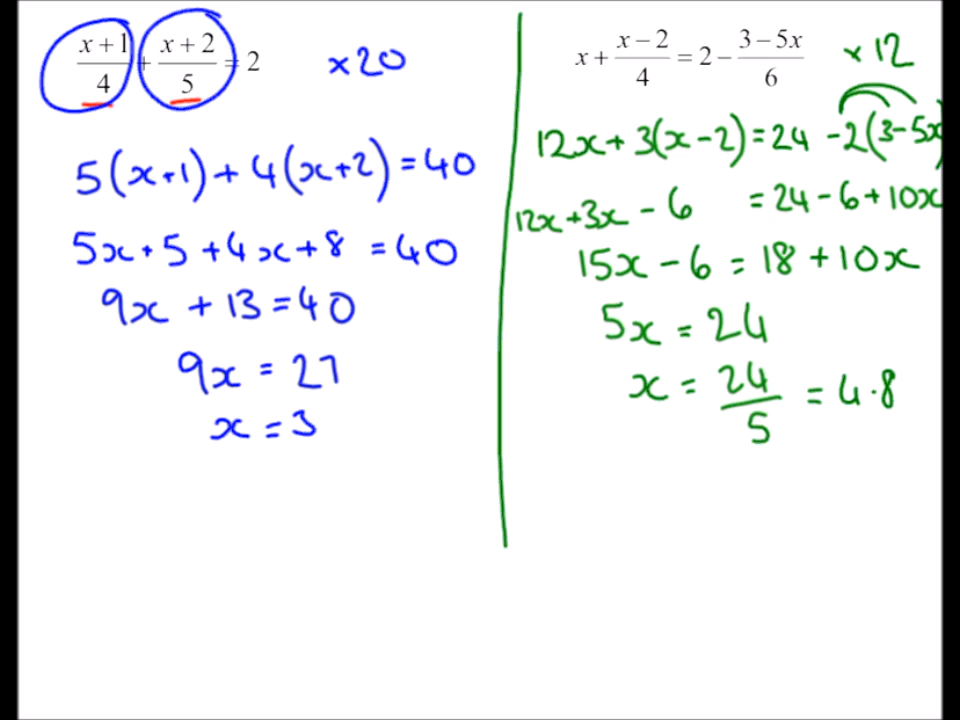 x + 1/4 + x + 2/5 = 2 ×20
5(x+1) + 4(x+2) = 40
5x + 5 + 4x + 8 = 40
9x + 13 = 40
9x = 27
x = 3
x + x − 2/4 = 2 − 3 − 5x/6 ×12
12x + 3(x − 2) = 24 − 2(3 − 5x)
12x + 3x − 6 = 24 − 6 + 10x
15x − 6 = 18 + 10x
5x = 24
x = 24/5 = 4·8